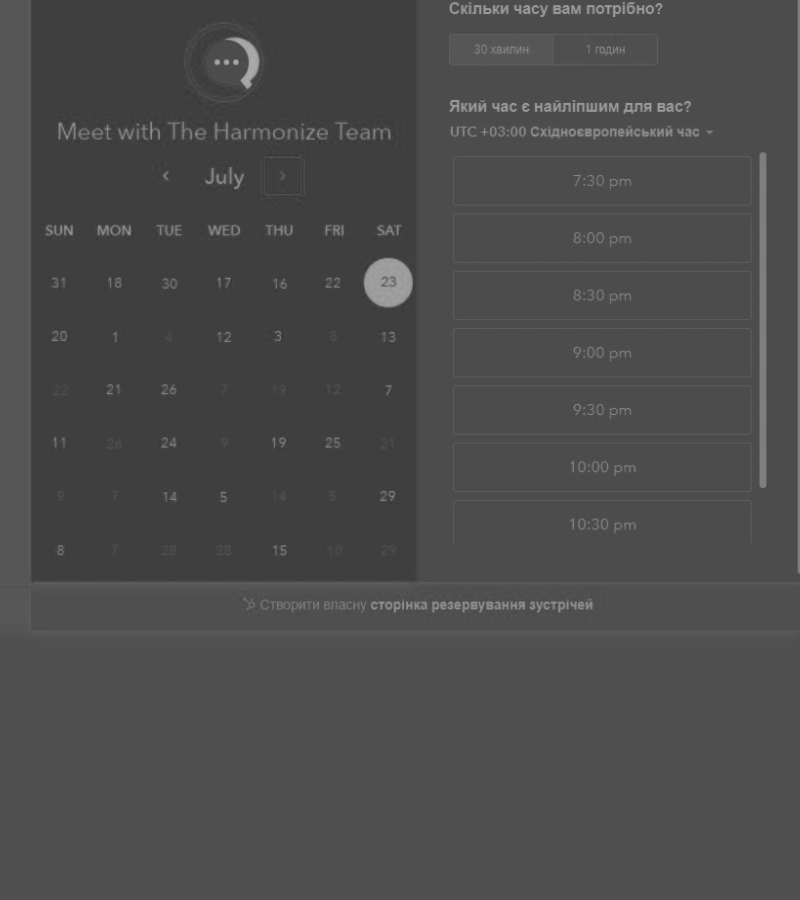 Meet with The Harmonize Team
July
SUN MON TUE WED THU FRI SAT
31 18 30 17 16 22 23
20 1 4 12 3 8 13
22 21 26 7 19 12 7
11 26 24 9 19 25 21
9 7 14 5 14 5 29
8 7 28 28 15 10 29
Скільки часу вам потрібно?
30 хвилин 1 годин
Який час є найліпшим для вас?
UTC +03:00 Східноєвропейський час
7:30 pm
8:00 pm
8:30 pm
9:00 pm
9:30 pm
10:00 pm
10:30 pm
Створити власну сторінка резервування зустрічей